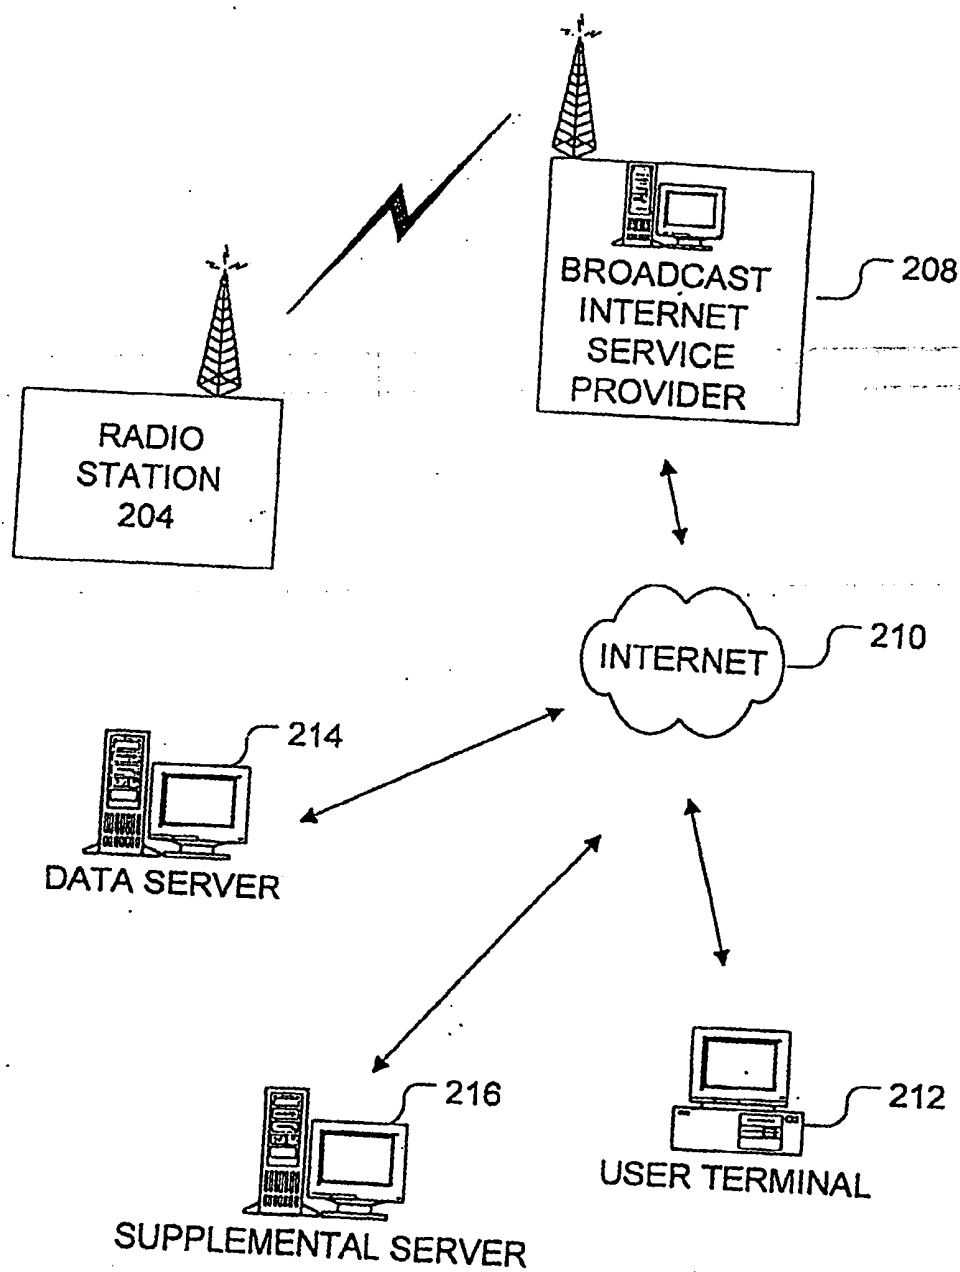 BROADCAST
INTERNET
SERVICE
PROVIDER
208
RADIO
STATION
204
INTERNET
210
214
DATA SERVER
216
SUPPLEMENTAL SERVER
212
USER TERMINAL